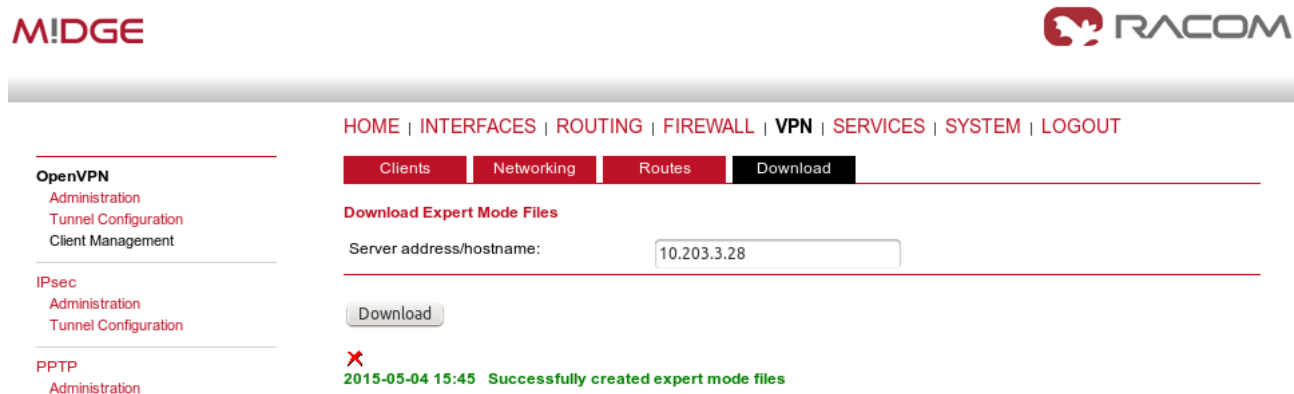 M!DGE
RACOM
HOME | INTERFACES | ROUTING | FIREWALL | VPN | SERVICES | SYSTEM | LOGOUT
OpenVPN
Administration
Tunnel Configuration
Client Management
IPsec
Administration
Tunnel Configuration
PPTP
Administration
Clients Networking Routes Download
Download Expert Mode Files
Server address/hostname: 10.203.3.28
Download
2015-05-04 15:45 Successfully created expert mode files